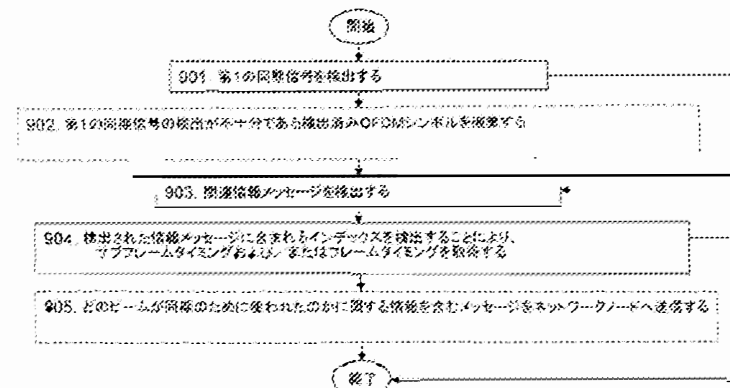 開始
901. 第1の同期信号を検出する
902. 第1の同期信号の検出が不十分である検出済みOFDMシンボルを破棄する
903. 関連情報メッセージを検出する
904. 検出された情報メッセージに含まれるインデックスを検出することにより、
サブフレームタイミングおよび/またはフレームタイミングを取得する
905. どのビームが同期のために使われたのかに関する情報を含むメッセージをネットワークノードへ送信する
終了